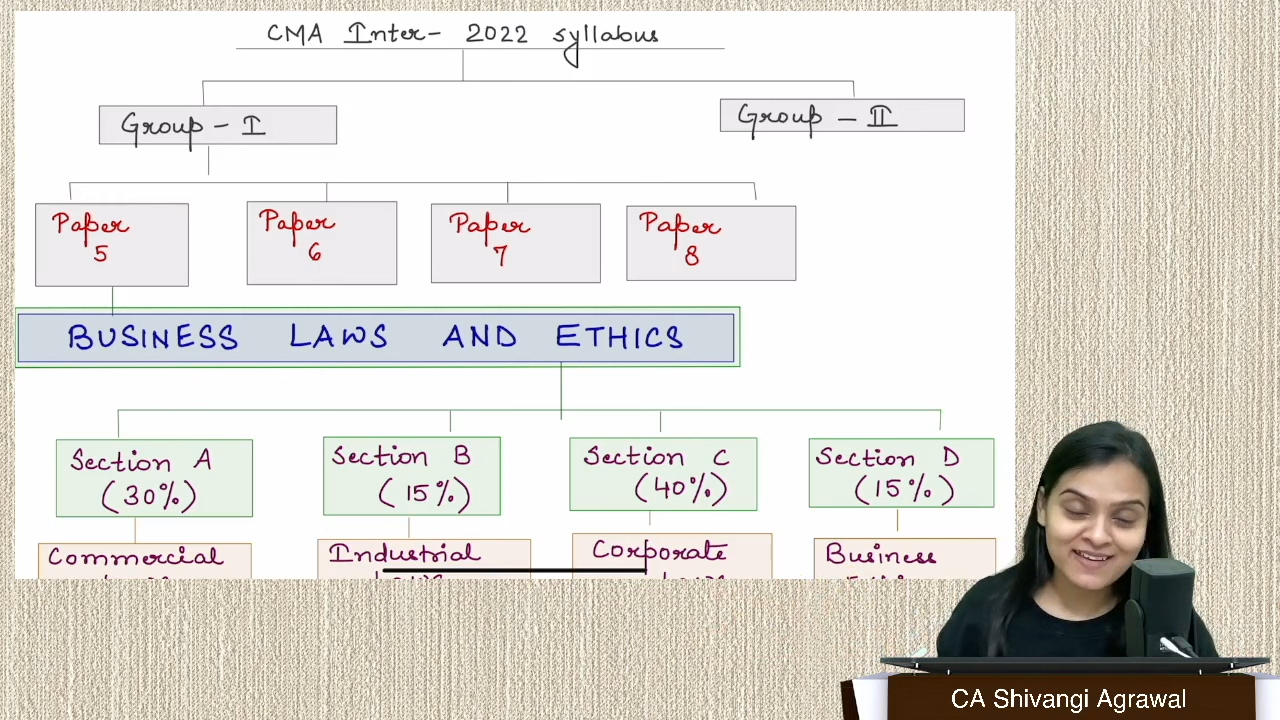 CMA Inter- 2022 syllabus
Group - I
Group - II
Paper
5
Paper
6
Paper
7
Paper
8
BUSINESS LAWS AND ETHICS
Section A
(30%)
Section B
(15%)
Section C
(40%)
Section D
(15%)
Commercial
Industrial
Corporate
Business
CA Shivangi Agrawal